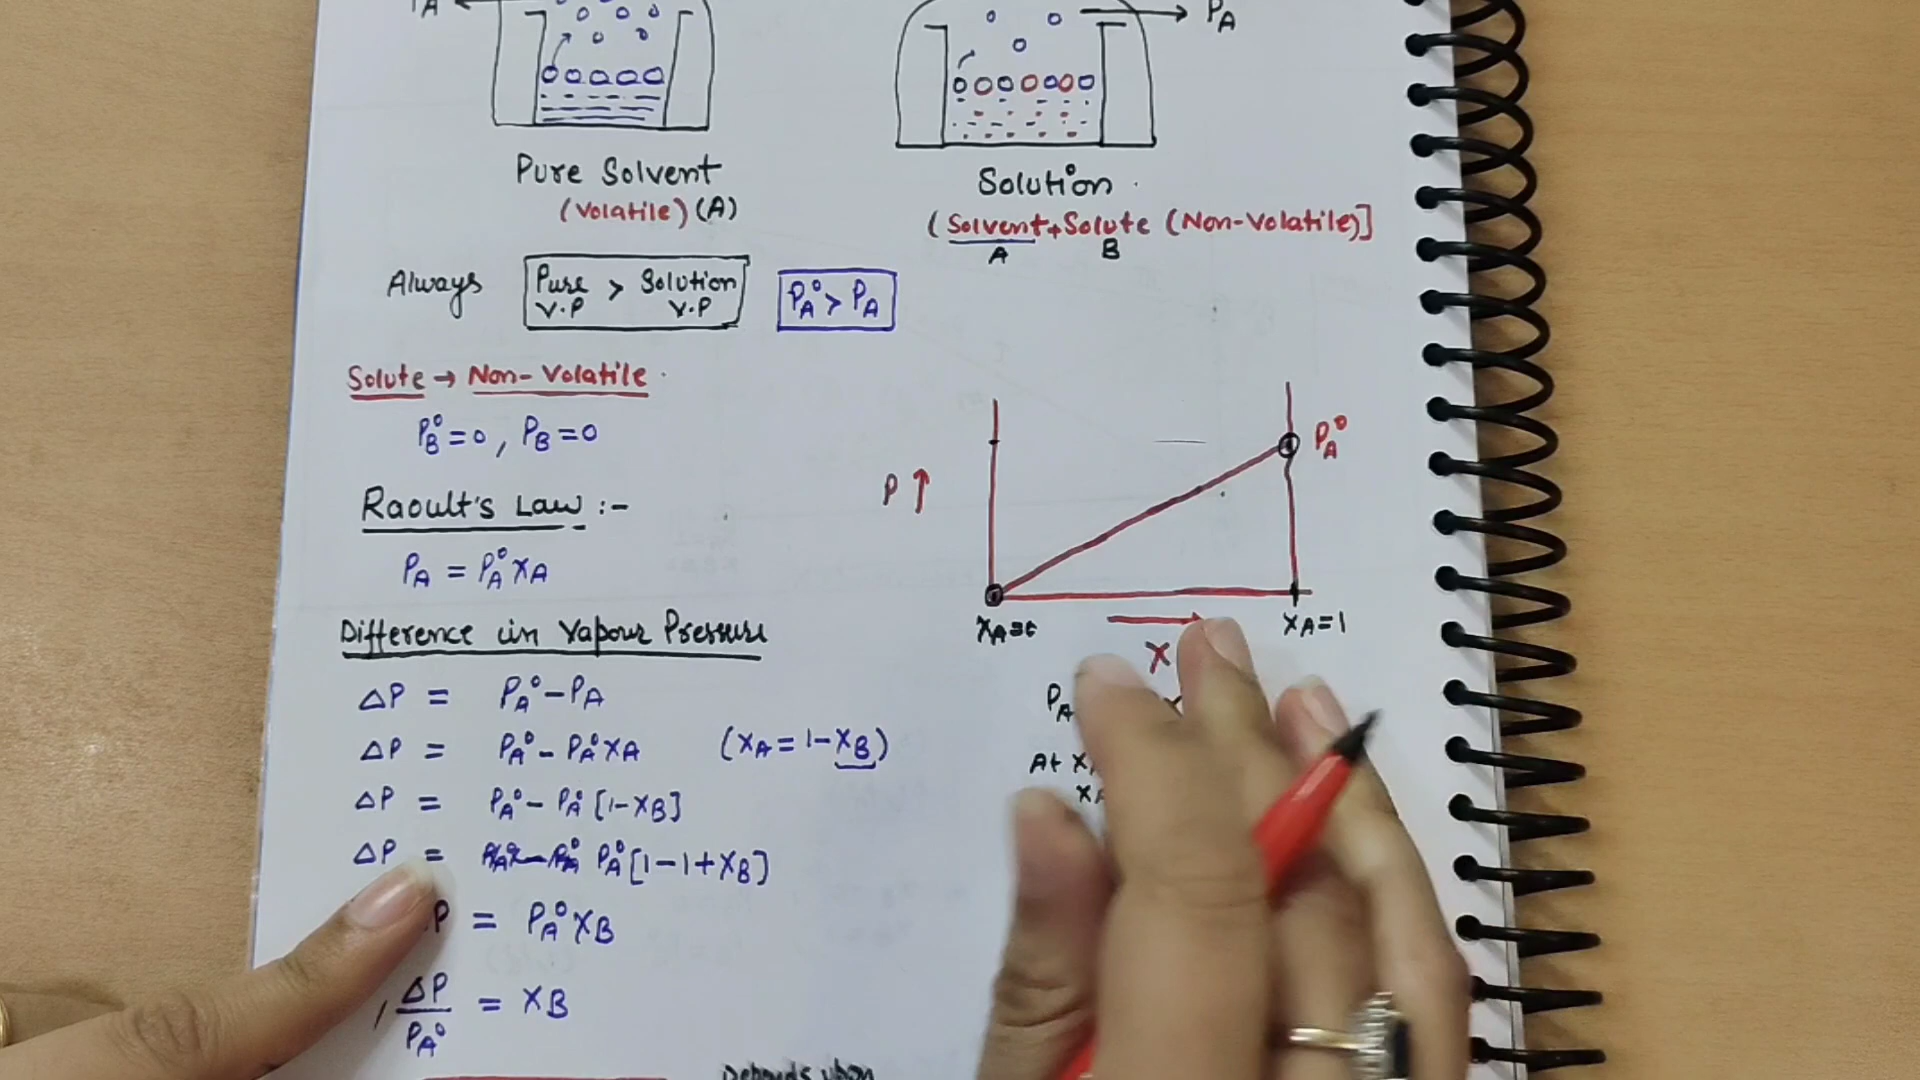 PA
Pure Solvent
(Volatile) (A)
Solution
(Solvent + Solute (Non-Volatile)]
A B
Always
Pure V.P > Solution V.P
PA° > PA
Solute → Non-Volatile
PB° = 0, PB = 0
Raoult's Law :-
PA = PA° XA
Difference in Vapour Pressure
ΔP = PA° - PA
ΔP = PA° - PA° XA (XA = 1 - XB)
ΔP = PA° - PA° [1 - XB]
ΔP = PA° [1 - 1 + XB]
P = PA° XB
ΔP / PA° = XB
Depends upon
P ↑
PA°
XA = 1
X
PA
At